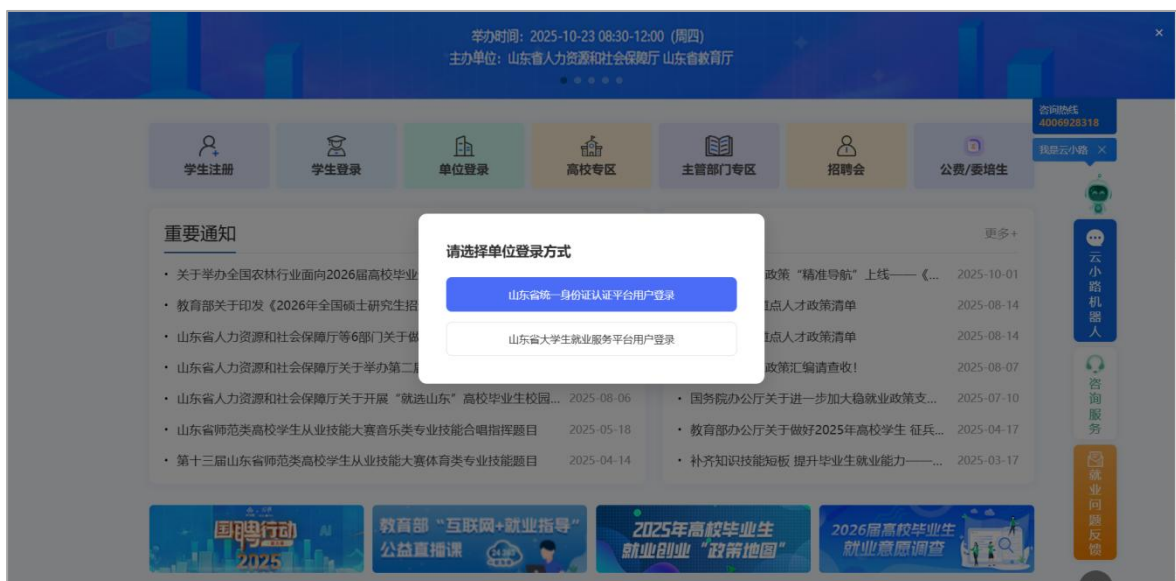 举办时间：2025-10-23 08:30-12:00 (周四)
主办单位：山东省人力资源和社会保障厅 山东省教育厅
×
咨询热线
4006928318
我是云小路 ×
学生注册
学生登录
单位登录
高校专区
主管部门专区
招聘会
公费/委培生
重要通知
更多+
请选择单位登录方式
山东省统一身份证认证平台用户登录
山东省大学生就业服务平台用户登录
• 关于举办全国农林行业面向2026届高校毕业
• 教育部关于印发《2026年全国硕士研究生招
• 山东省人力资源和社会保障厅等6部门关于做
• 山东省人力资源和社会保障厅关于举办第二
• 山东省人力资源和社会保障厅关于开展“就选山东”高校毕业生校园... 2025-08-06
• 山东省师范类高校学生从业技能大赛音乐类专业技能合唱指挥题目 2025-05-18
• 第十三届山东省师范类高校学生从业技能大赛体育类专业技能题目 2025-04-14
政策“精准导航”上线——《... 2025-10-01
点人才政策清单 2025-08-14
点人才政策清单 2025-08-14
政策汇编请查收！ 2025-08-07
• 国务院办公厅关于进一步加大稳就业政策支... 2025-07-10
• 教育部办公厅关于做好2025年高校学生 征兵... 2025-04-17
• 补齐知识技能短板 提升毕业生就业能力——... 2025-03-17
云小路机器人
咨询服务
就业问题反馈
国聘行动 AI
2025
教育部“互联网+就业指导”
公益直播课
24365
2025年高校毕业生
就业创业“政策地图”
2026届高校毕业生
就业意愿调查